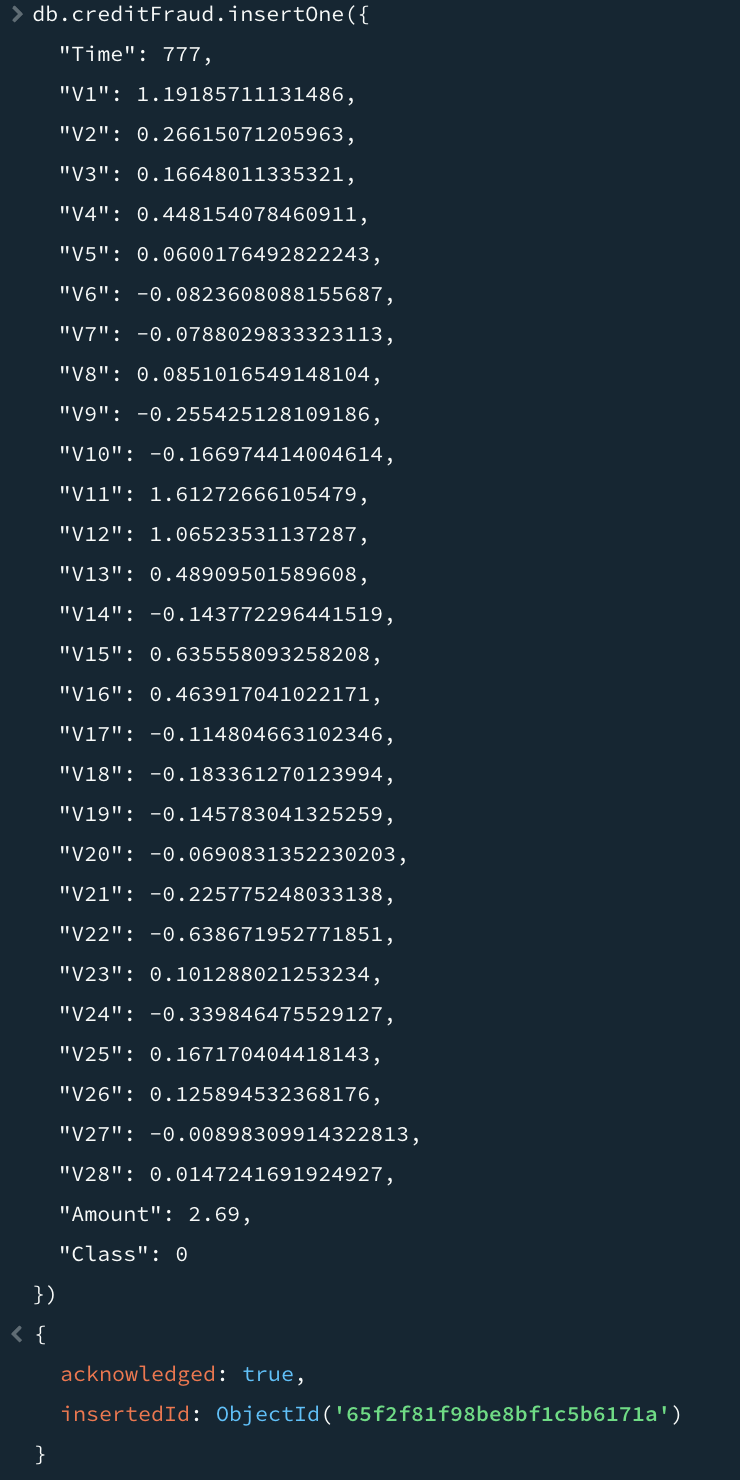 db.creditFraud.insertOne({
"Time": 777,
"V1": 1.19185711131486,
"V2": 0.26615071205963,
"V3": 0.16648011335321,
"V4": 0.448154078460911,
"V5": 0.0600176492822243,
"V6": -0.0823608088155687,
"V7": -0.0788029833323113,
"V8": 0.0851016549148104,
"V9": -0.255425128109186,
"V10": -0.166974414004614,
"V11": 1.61272666105479,
"V12": 1.06523531137287,
"V13": 0.48909501589608,
"V14": -0.143772296441519,
"V15": 0.635558093258208,
"V16": 0.463917041022171,
"V17": -0.114804663102346,
"V18": -0.183361270123994,
"V19": -0.145783041325259,
"V20": -0.0690831352230203,
"V21": -0.225775248033138,
"V22": -0.638671952771851,
"V23": 0.101288021253234,
"V24": -0.339846475529127,
"V25": 0.167170404418143,
"V26": 0.125894532368176,
"V27": -0.00898309914322813,
"V28": 0.0147241691924927,
"Amount": 2.69,
"Class": 0
})
{
acknowledged: true,
insertedId: ObjectId('65f2f81f98be8bf1c5b6171a')
}